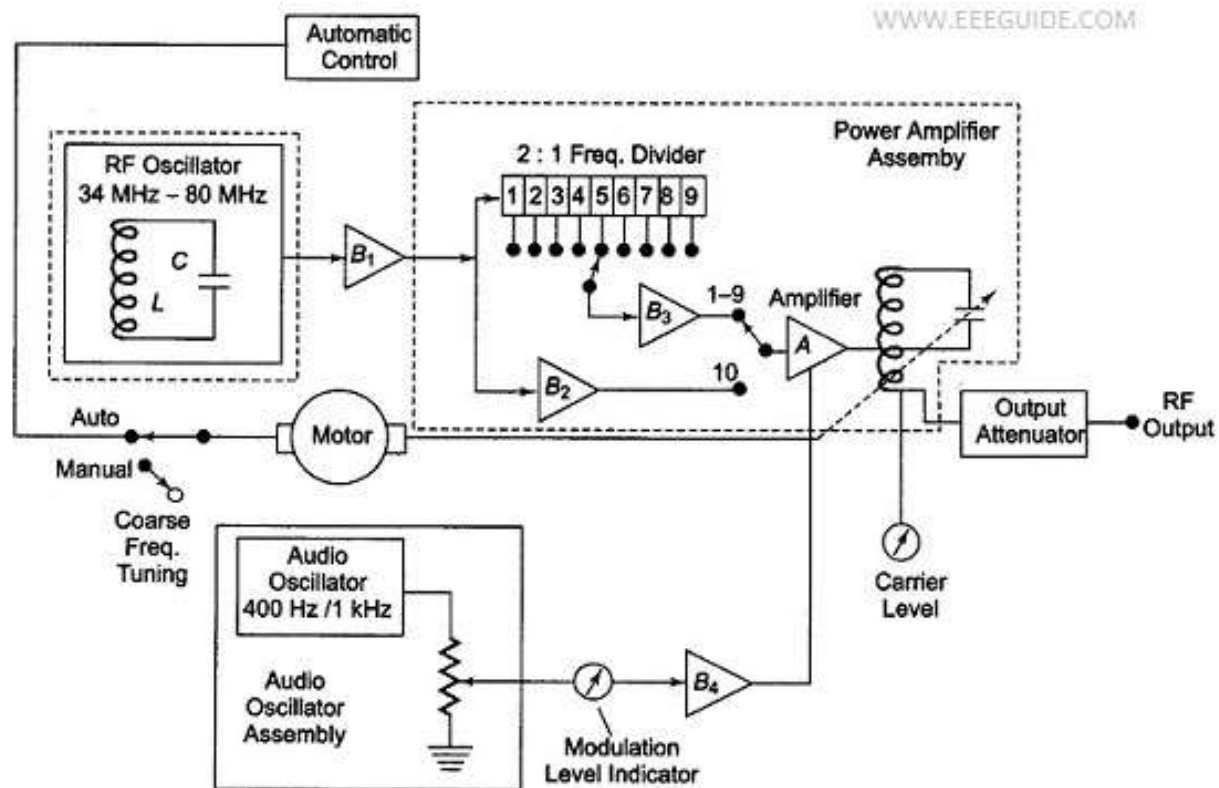 WWW.EEEGUIDE.COM
Automatic
Control
Power Amplifier
Assemby
RF Oscillator
34 MHz – 80 MHz
C
L
2 : 1 Freq. Divider
1 2 3 4 5 6 7 8 9
B1
B3
1–9
Amplifier
A
B2
10
Auto
Motor
Manual
Coarse
Freq.
Tuning
Output
Attenuator
RF
Output
Carrier
Level
Audio
Oscillator
400 Hz /1 kHz
Audio
Oscillator
Assembly
B4
Modulation
Level Indicator